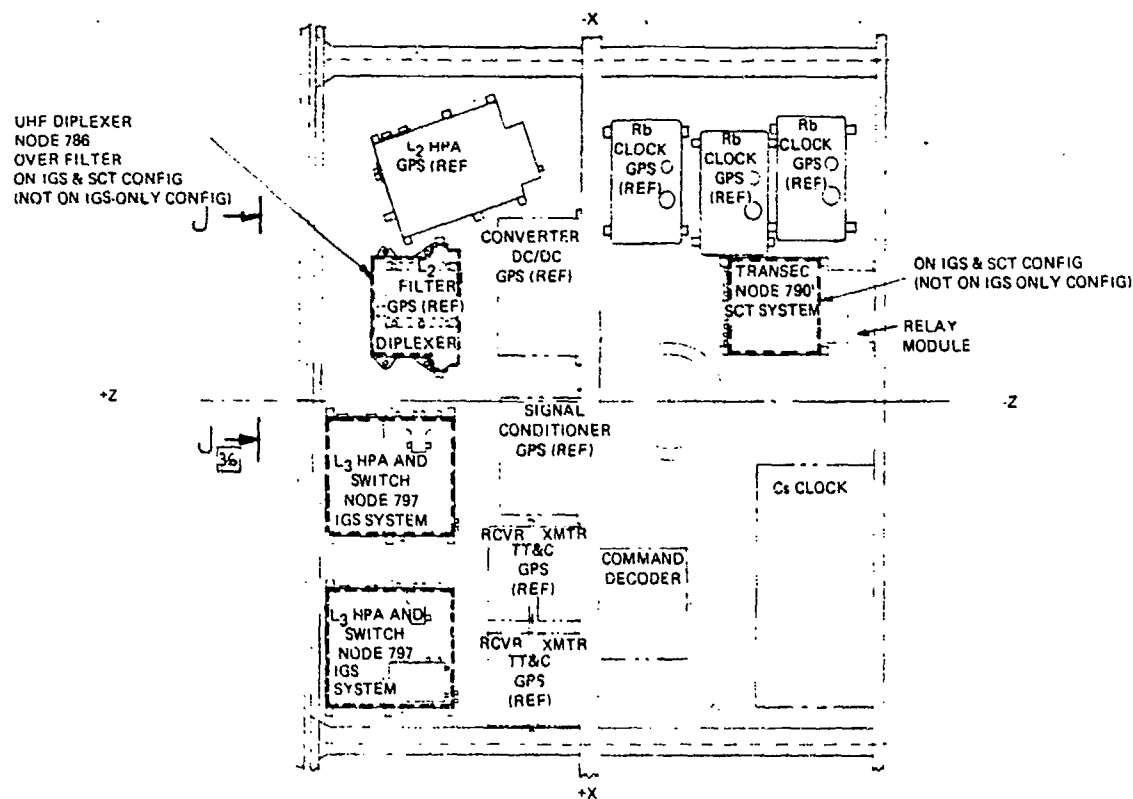 -X
UHF DIPLEXER
NODE 786
OVER FILTER
ON IGS & SCT CONFIG
(NOT ON IGS-ONLY CONFIG)
L2 HPA
GPS (REF
Rb
CLOCK
GPS
(REF)
Rb
CLOCK
GPS
(REF)
Rb
CLOCK
GPS
(REF)
J
CONVERTER
DC/DC
GPS (REF)
L2
FILTER
GPS (REF)
DIPLEXER
TRANSEC
NODE 790
SCT SYSTEM
ON IGS & SCT CONFIG
(NOT ON IGS ONLY CONFIG)
RELAY
MODULE
+Z
-Z
J
36
SIGNAL
CONDITIONER
GPS (REF)
L3 HPA AND
SWITCH
NODE 797
IGS SYSTEM
Cs CLOCK
RCVR XMTR
TT&C
GPS
(REF)
COMMAND
DECODER
L3 HPA AND
SWITCH
NODE 797
IGS
SYSTEM
RCVR XMTR
TT&C
GPS
(REF)
+X